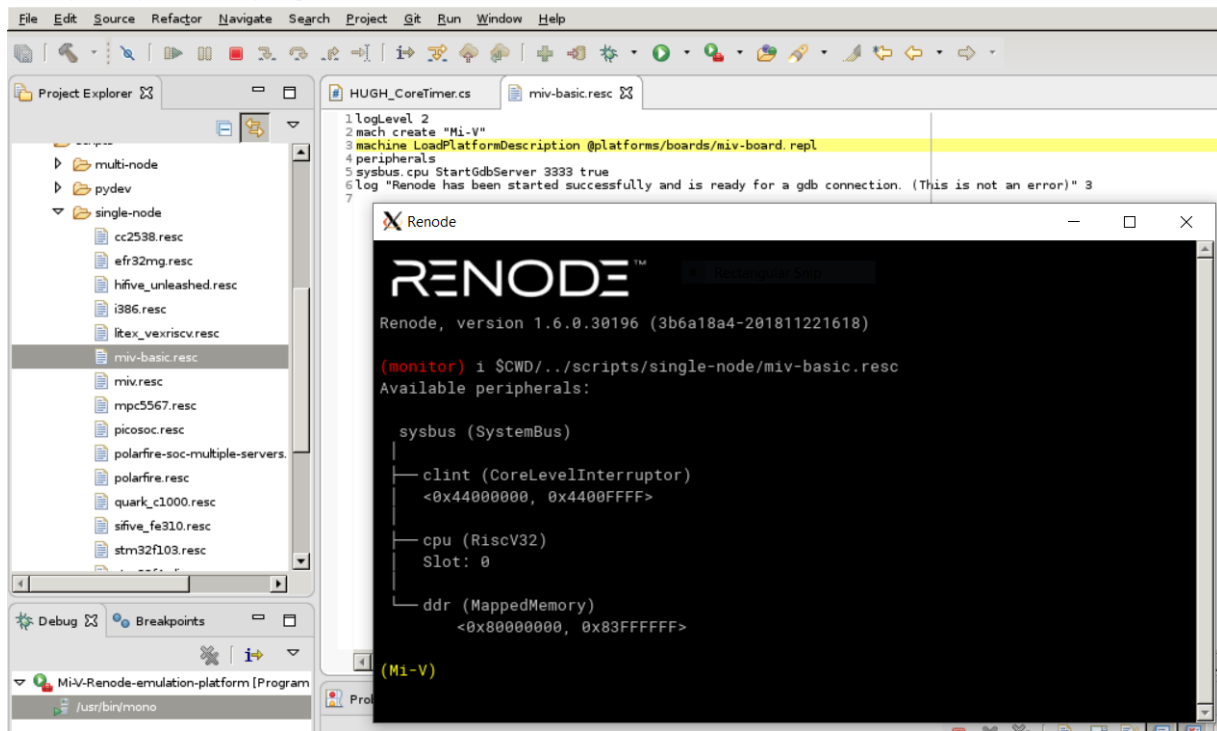 File Edit Source Refactor Navigate Search Project Git Run Window Help
Project Explorer
multi-node
pydev
single-node
cc2538.resc
efr32mg.resc
hifive_unleashed.resc
i386.resc
litex_vexriscv.resc
miv-basic.resc
miv.resc
mpc5567.resc
picosoc.resc
polarfire-soc-multiple-servers.
polarfire.resc
quark_c1000.resc
sifive_fe310.resc
stm32f103.resc
Debug Breakpoints
Mi-V-Renode-emulation-platform [Program
/usr/bin/mono
HUGH_CoreTimer.cs miv-basic.resc
1 logLevel 2
2 mach create "Mi-V"
3 machine LoadPlatformDescription @platforms/boards/miv-board.repl
4 peripherals
5 sysbus.cpu StartGdbServer 3333 true
6 log "Renode has been started successfully and is ready for a gdb connection. (This is not an error)" 3
7
Renode
RENODE™
Rectangular Snip
Renode, version 1.6.0.30196 (3b6a18a4-201811221618)
(monitor) i $CWD/../scripts/single-node/miv-basic.resc
Available peripherals:
sysbus (SystemBus)
clint (CoreLevelInterruptor)
<0x44000000, 0x4400FFFF>
cpu (RiscV32)
Slot: 0
ddr (MappedMemory)
<0x80000000, 0x83FFFFFF>
(Mi-V)